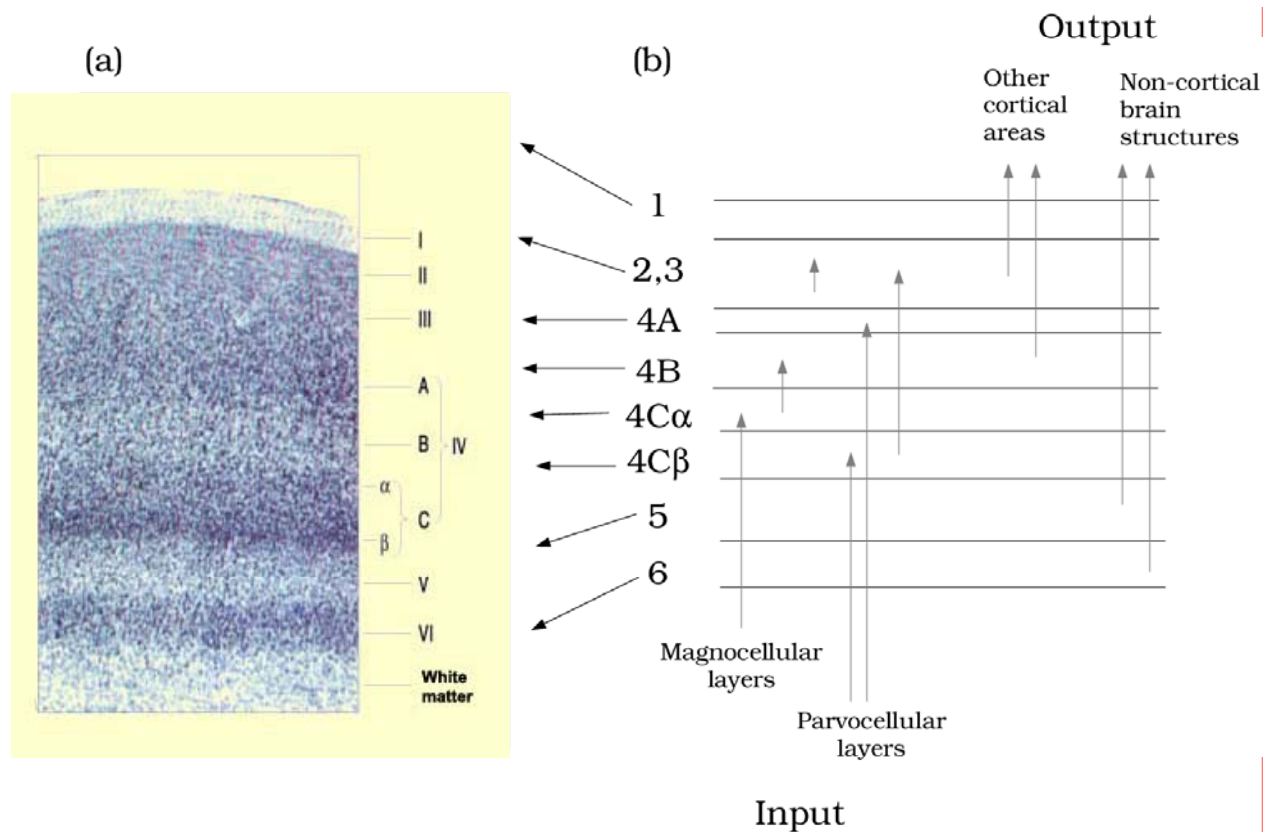 (a)
I
II
III
A
B
IV
α
C
β
V
VI
White
matter
(b)
1
2,3
4A
4B
4Cα
4Cβ
5
6
Output
Other
cortical
areas
Non-cortical
brain
structures
Magnocellular
layers
Parvocellular
layers
Input